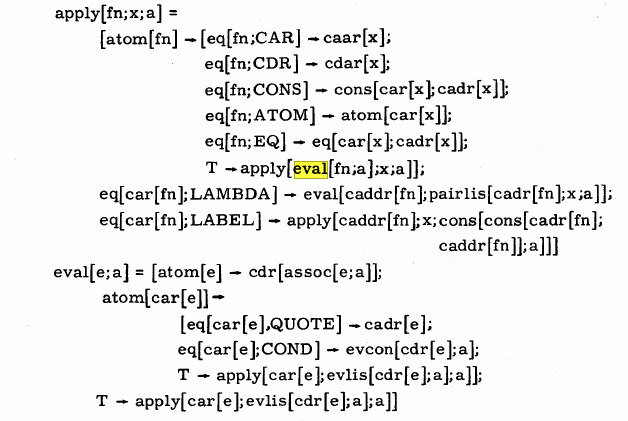 apply[fn;x;a] =
[atom[fn] → [eq[fn;CAR] → caar[x];
eq[fn;CDR] → cdar[x];
eq[fn;CONS] → cons[car[x];cadr[x]];
eq[fn;ATOM] → atom[car[x]];
eq[fn;EQ] → eq[car[x];cadr[x]];
T → apply[eval[fn;a];x;a]];
eq[car[fn];LAMBDA] → eval[caddr[fn];pairlis[cadr[fn];x;a]];
eq[car[fn];LABEL] → apply[caddr[fn];x;cons[cons[cadr[fn];
caddr[fn]];a]]]
eval[e;a] = [atom[e] → cdr[assoc[e;a]];
atom[car[e]] →
[eq[car[e],QUOTE] → cadr[e];
eq[car[e];COND] → evcon[cdr[e];a];
T → apply[car[e];evlis[cdr[e];a];a]];
T → apply[car[e];evlis[cdr[e];a];a]]